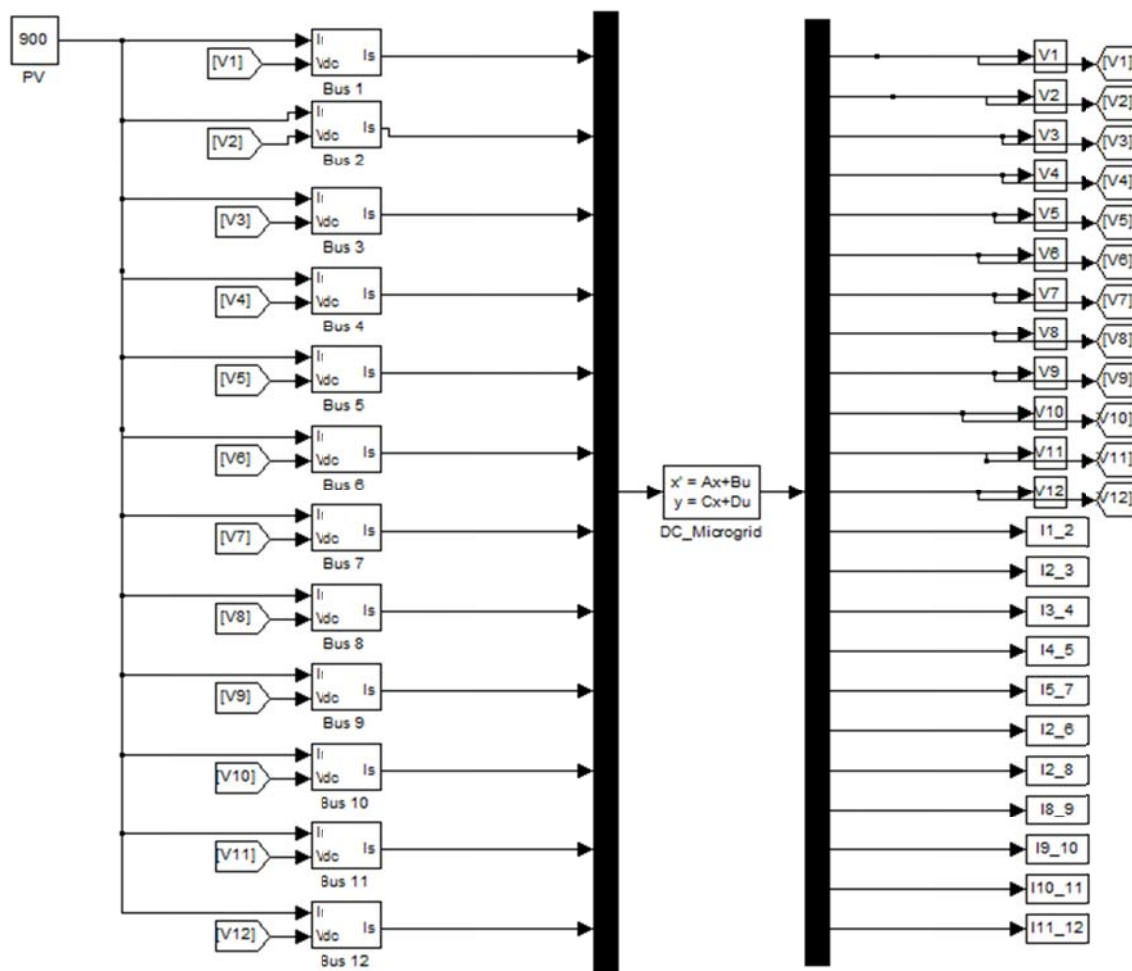 900
PV
[V1]
Ir
Vdc
Is
Bus 1
[V2]
Ir
Vdc
Is
Bus 2
[V3]
Ir
Vdc
Is
Bus 3
[V4]
Ir
Vdc
Is
Bus 4
[V5]
Ir
Vdc
Is
Bus 5
[V6]
Ir
Vdc
Is
Bus 6
[V7]
Ir
Vdc
Is
Bus 7
[V8]
Ir
Vdc
Is
Bus 8
[V9]
Ir
Vdc
Is
Bus 9
[V10]
Ir
Vdc
Is
Bus 10
[V11]
Ir
Vdc
Is
Bus 11
[V12]
Ir
Vdc
Is
Bus 12
x' = Ax+Bu
y = Cx+Du
DC_Microgrid
V1 [V1]
V2 [V2]
V3 [V3]
V4 [V4]
V5 [V5]
V6 [V6]
V7 [V7]
V8 [V8]
V9 [V9]
V10 V10]
V11 V11]
V12 V12]
I1_2
I2_3
I3_4
I4_5
I5_7
I2_6
I2_8
I8_9
I9_10
I10_11
I11_12